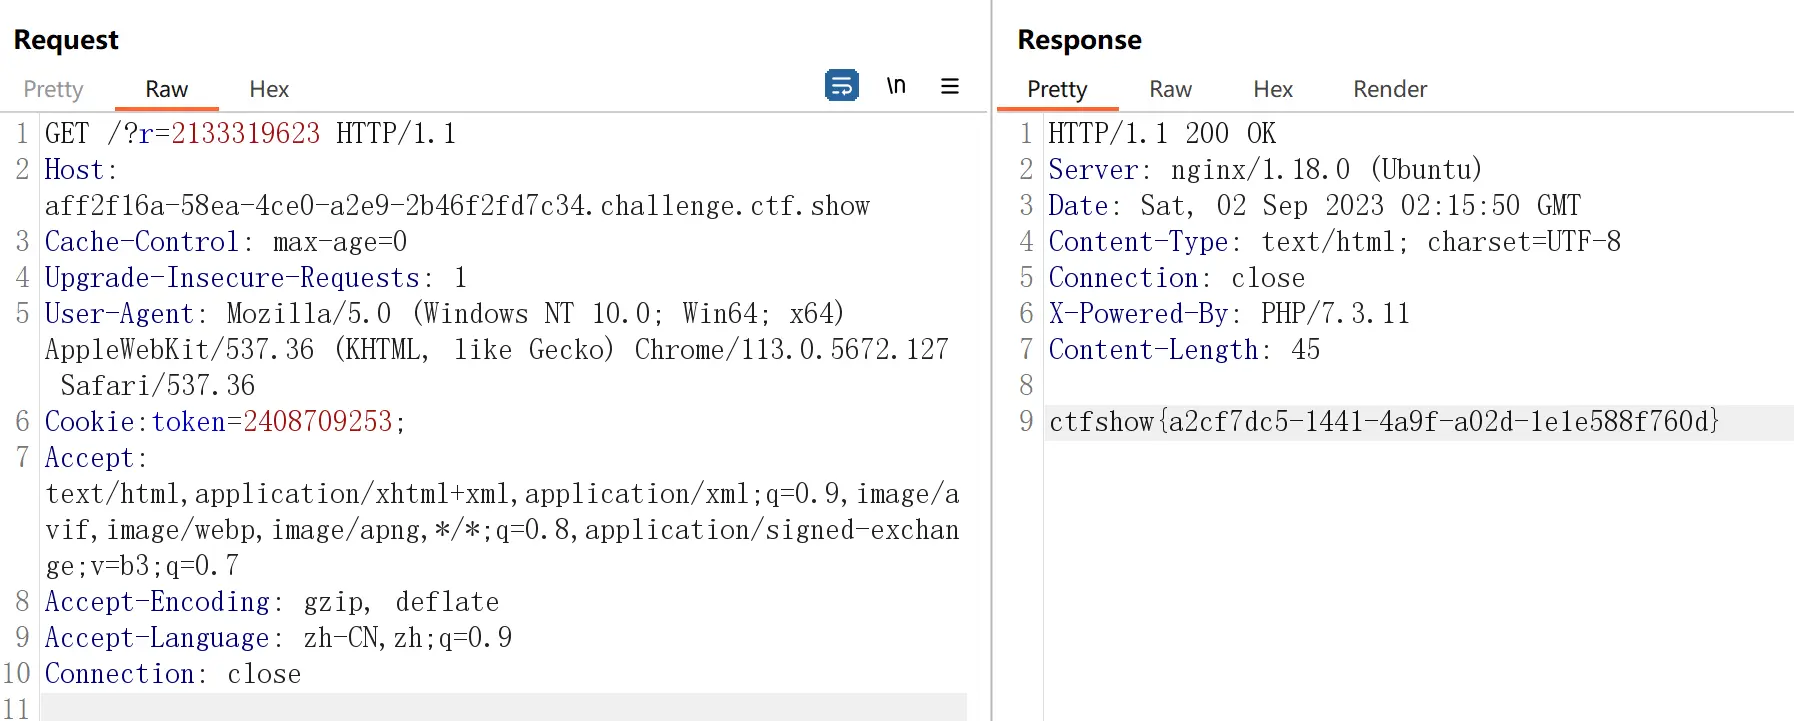 Request
Pretty Raw Hex \n
1 GET /?r=2133319623 HTTP/1.1
2 Host:
aff2f16a-58ea-4ce0-a2e9-2b46f2fd7c34.challenge.ctf.show
3 Cache-Control: max-age=0
4 Upgrade-Insecure-Requests: 1
5 User-Agent: Mozilla/5.0 (Windows NT 10.0; Win64; x64)
AppleWebKit/537.36 (KHTML, like Gecko) Chrome/113.0.5672.127
Safari/537.36
6 Cookie:token=2408709253;
7 Accept:
text/html,application/xhtml+xml,application/xml;q=0.9,image/a
vif,image/webp,image/apng,*/*;q=0.8,application/signed-exchan
ge;v=b3;q=0.7
8 Accept-Encoding: gzip, deflate
9 Accept-Language: zh-CN,zh;q=0.9
10 Connection: close
11
Response
Pretty Raw Hex Render
1 HTTP/1.1 200 OK
2 Server: nginx/1.18.0 (Ubuntu)
3 Date: Sat, 02 Sep 2023 02:15:50 GMT
4 Content-Type: text/html; charset=UTF-8
5 Connection: close
6 X-Powered-By: PHP/7.3.11
7 Content-Length: 45
8
9 ctfshow{a2cf7dc5-1441-4a9f-a02d-1e1e588f760d}